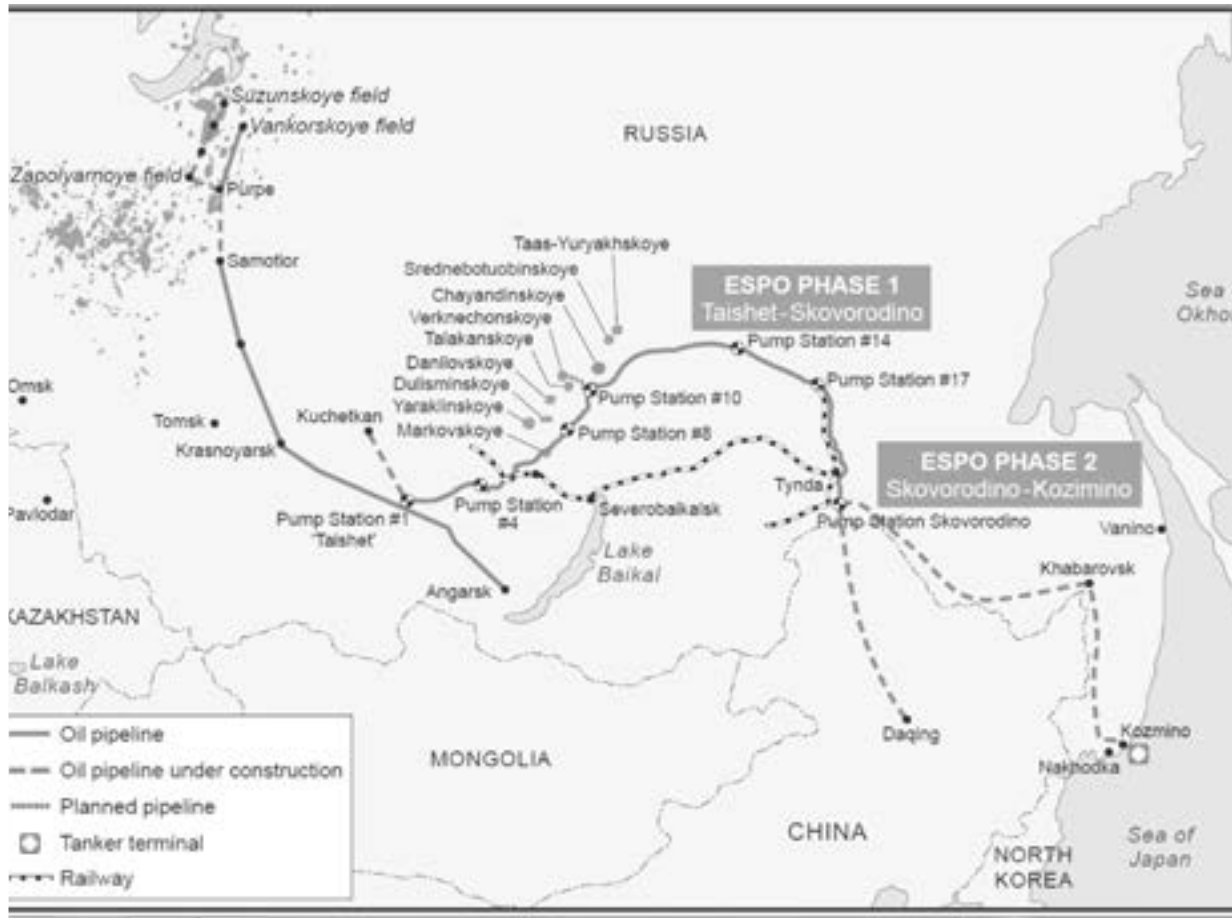 Suzunskoye field
Vankorskoye field
RUSSIA
Zapolyarnoye field
Purpe
Taas-Yuryakhskoye
Samotlor
Srednebotuobinskoye
ESPO PHASE 1
Taishet-Skovorodino
Sea
Okho
Chayandinskoye
Verknechonskoye
Pump Station #14
Talakanskoye
Danilovskoye
Pump Station #17
Omsk
Dulisminskoye
Pump Station #10
Kuchetkan
Yaraklinskoye
Tomsk
Markovskoye
Pump Station #8
Krasnoyarsk
ESPO PHASE 2
Skovorodino-Kozimino
Tynda
Pavlodar
Pump Station #1
'Taishet'
Pump Station
#4
Severobaikalsk
Pump Station Skovorodino
Vanino
Lake
Baikal
Khabarovsk
Angarsk
KAZAKHSTAN
Lake
Balkash
Oil pipeline
Oil pipeline under construction
Planned pipeline
Tanker terminal
Railway
MONGOLIA
Daqing
Kozmino
Nakhodka
CHINA
NORTH
KOREA
Sea of
Japan